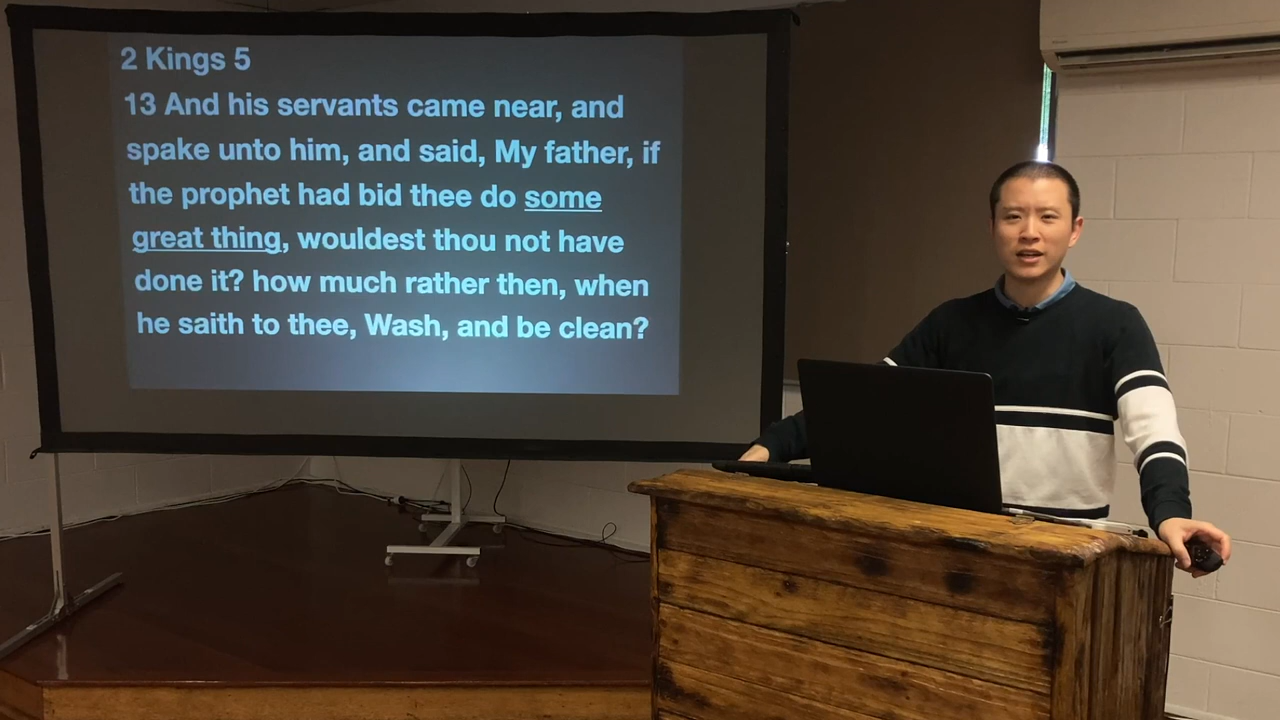 2 Kings 5
13 And his servants came near, and
spake unto him, and said, My father, if
the prophet had bid thee do some
great thing, wouldest thou not have
done it? how much rather then, when
he saith to thee, Wash, and be clean?